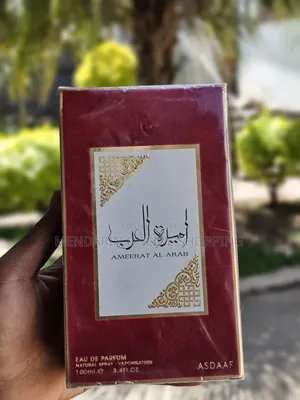 أميرة العرب
AMEERAT AL ARAB
EAU DE PARFUM
NATURAL SPRAY - VAPORISATEUR
100ml ℮ 3.4FL.OZ.
ASDAAF